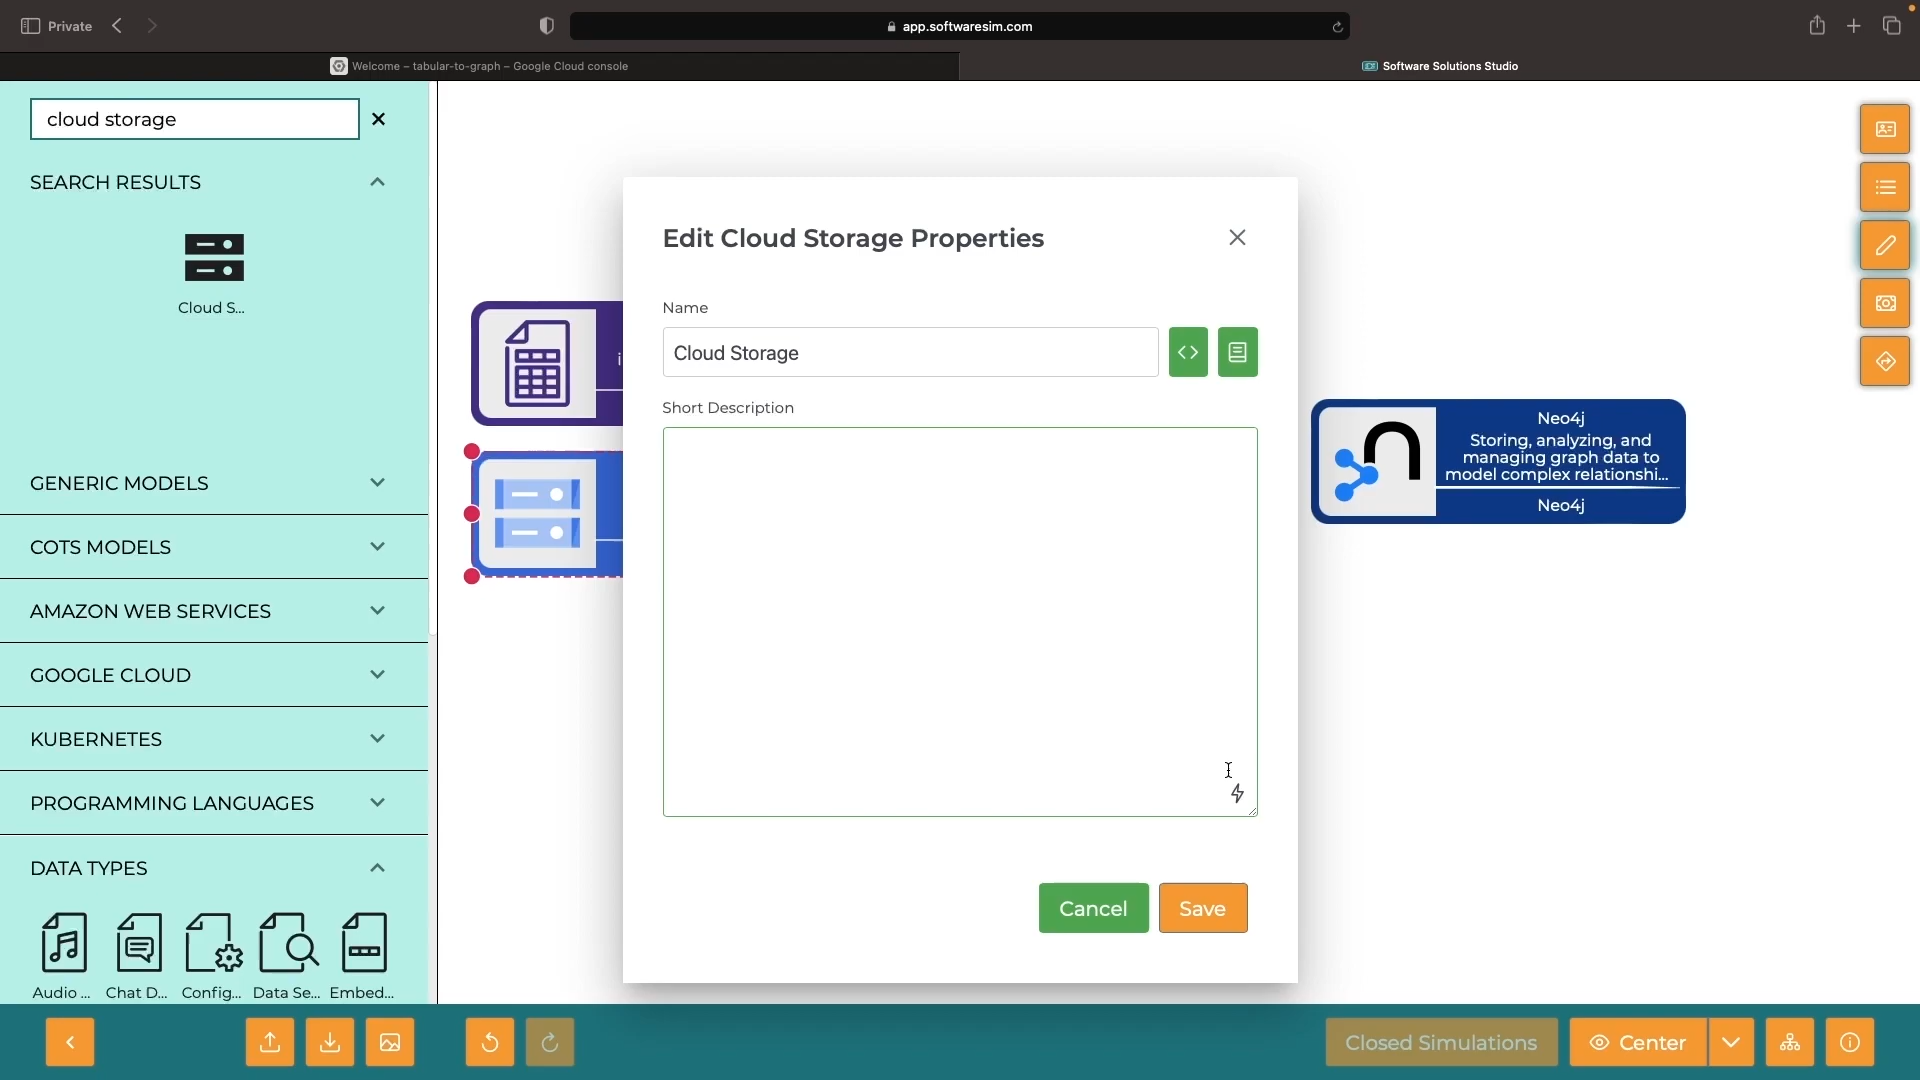 Private
app.softwaresim.com
Welcome – tabular-to-graph – Google Cloud console
Software Solutions Studio
cloud storage
SEARCH RESULTS
Cloud S...
GENERIC MODELS
COTS MODELS
AMAZON WEB SERVICES
GOOGLE CLOUD
KUBERNETES
PROGRAMMING LANGUAGES
DATA TYPES
Audio ...
Chat D...
Config...
Data Se...
Embed...
Edit Cloud Storage Properties
Name
Cloud Storage
Short Description
Cancel
Save
Neo4j
Storing, analyzing, and
managing graph data to
model complex relationshi...
Neo4j
Closed Simulations
Center